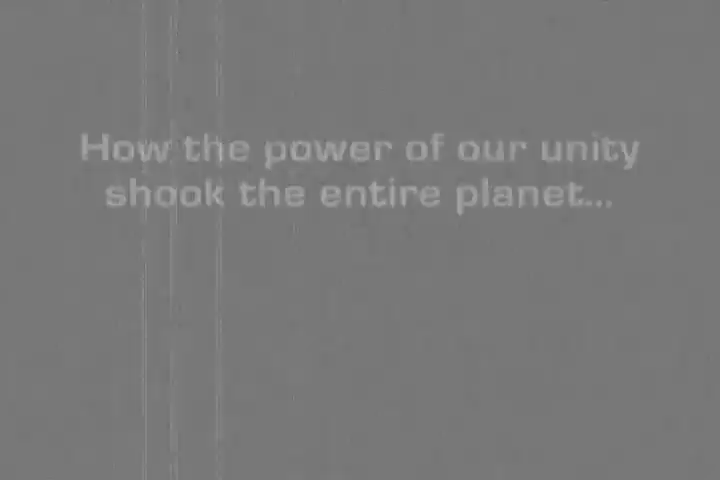 How the power of our unity
shook the entire planet...